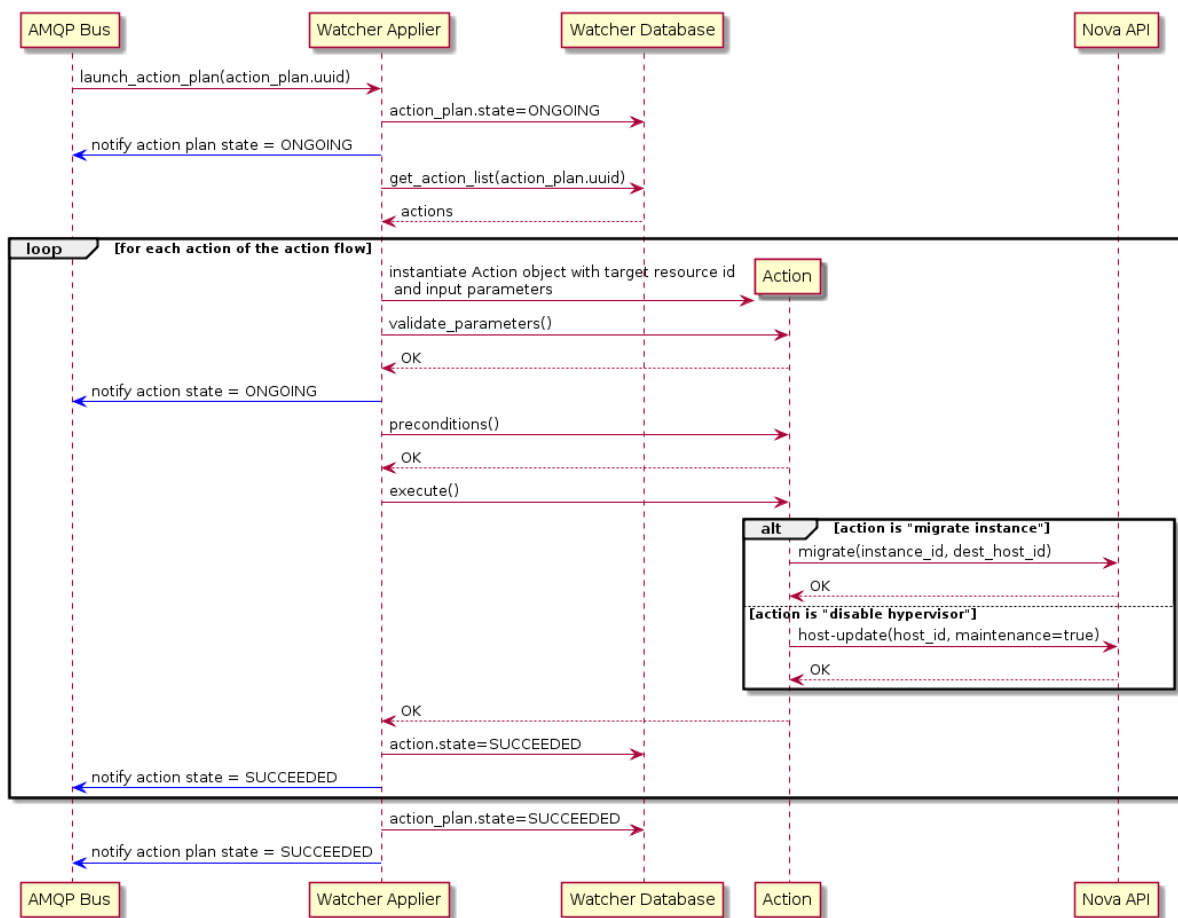 AMQP Bus
Watcher Applier
Watcher Database
Nova API
launch_action_plan(action_plan.uuid)
action_plan.state=ONGOING
notify action plan state = ONGOING
get_action_list(action_plan.uuid)
actions
loop
[for each action of the action flow]
instantiate Action object with target resource id
and input parameters
Action
validate_parameters()
OK
notify action state = ONGOING
preconditions()
OK
execute()
alt
[action is "migrate instance"]
migrate(instance_id, dest_host_id)
OK
[action is "disable hypervisor"]
host-update(host_id, maintenance=true)
OK
OK
action.state=SUCCEEDED
notify action state = SUCCEEDED
action_plan.state=SUCCEEDED
notify action plan state = SUCCEEDED
AMQP Bus
Watcher Applier
Watcher Database
Action
Nova API